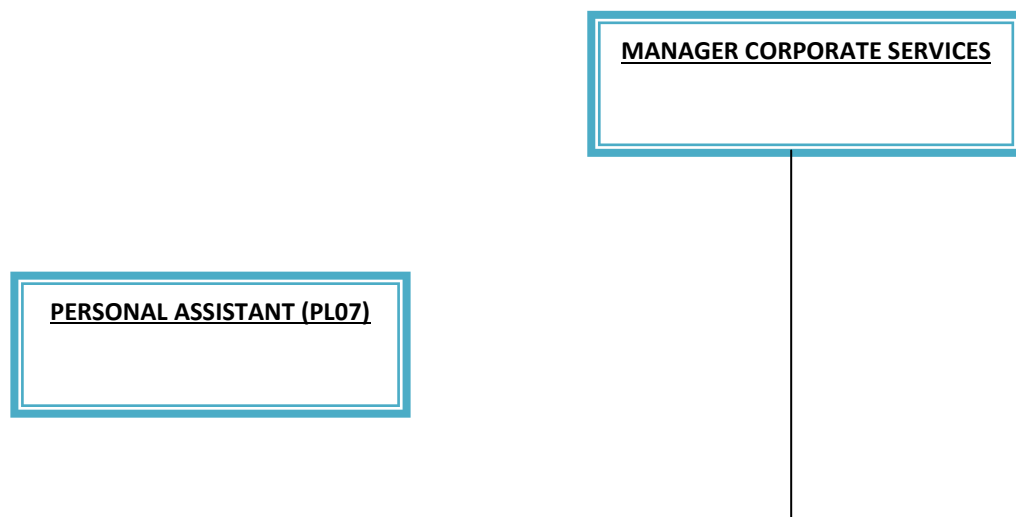 MANAGER CORPORATE SERVICES
PERSONAL ASSISTANT (PL07)